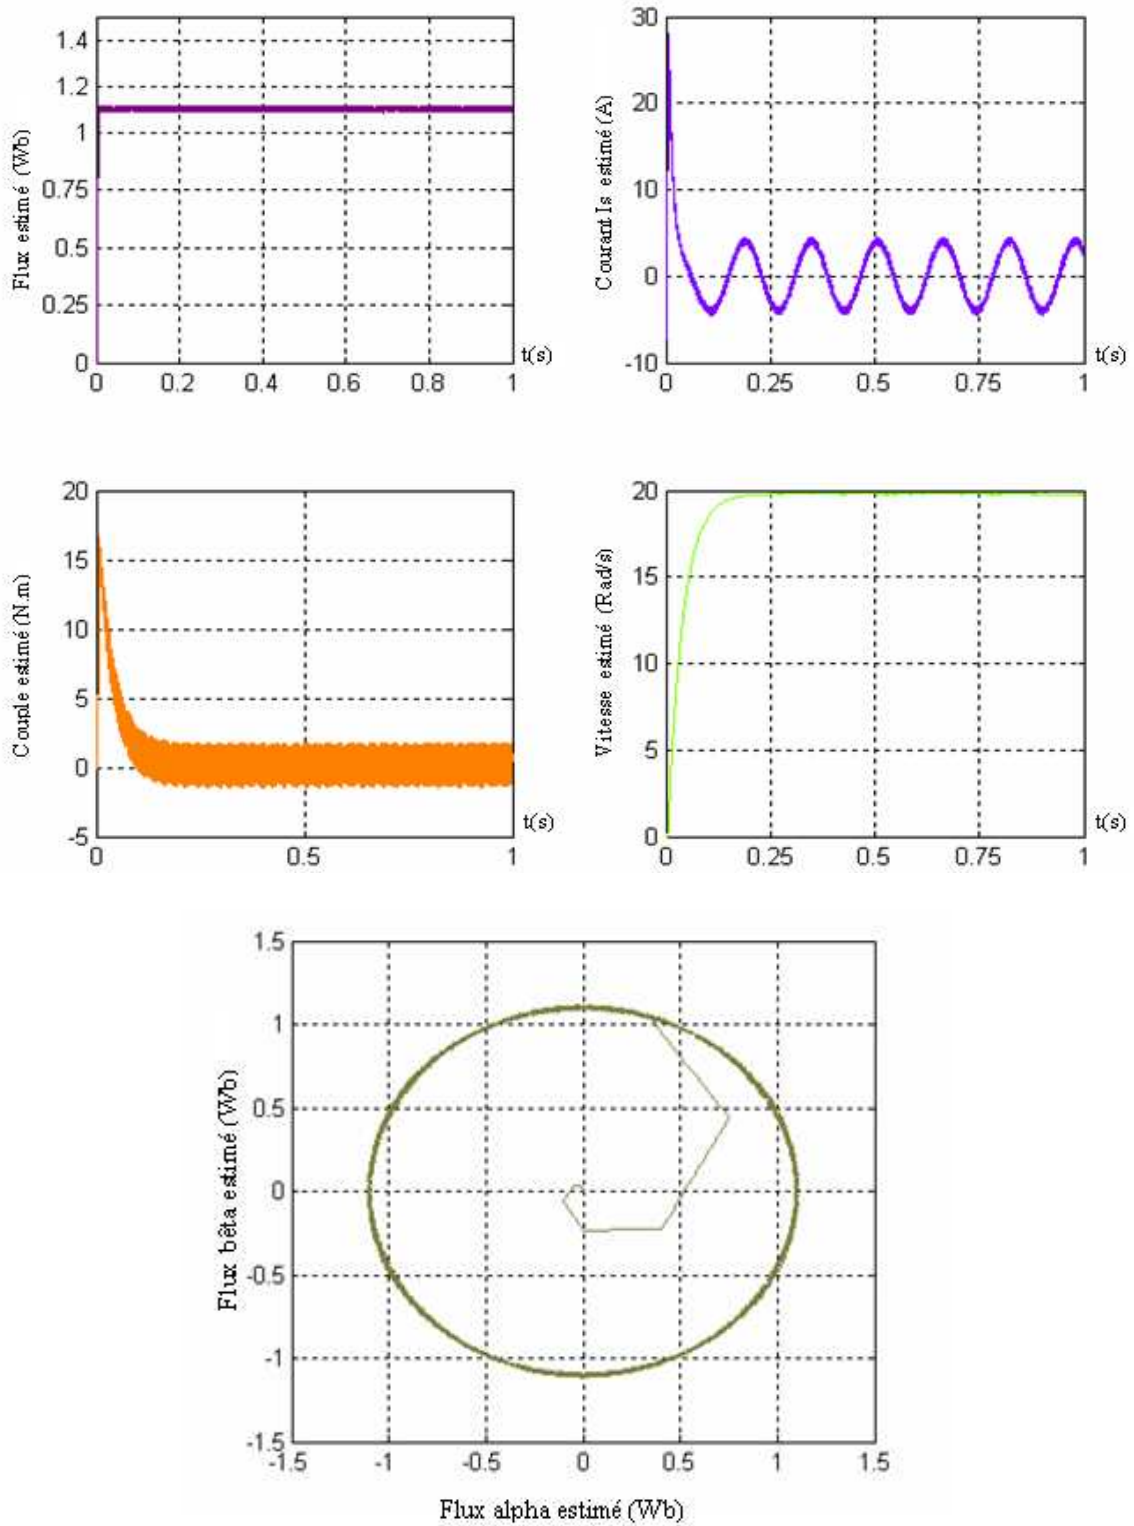 1.4
1.2
1
0.75
0.5
0.25
0
Flux estimé (Wb)
0 0.2 0.4 0.6 0.8 1
t(s)
30
20
10
0
-10
Courant Is estimé (A)
0 0.25 0.5 0.75 1
t(s)
20
15
10
5
0
-5
Couple estimé (N.m)
0 0.5 1
t(s)
20
15
10
5
0
Vitesse estimé (Rad/s)
0 0.25 0.5 0.75 1
t(s)
1.5
1
0.5
0
-0.5
-1
-1.5
Flux bêta estimé (Wb)
-1.5 -1 -0.5 0 0.5 1 1.5
Flux alpha estimé (Wb)